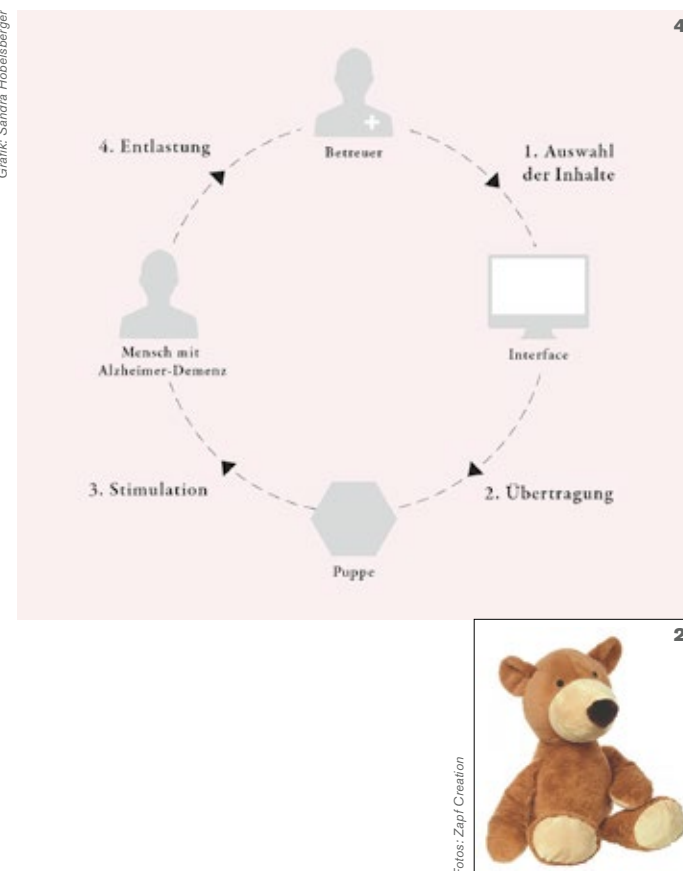 Grafik: Sandra Hobelsberger
4
Betreuer
1. Auswahl
der Inhalte
Interface
2. Übertragung
Puppe
3. Stimulation
Mensch mit
Alzheimer-Demenz
4. Entlastung
2
Fotos: Zapf Creation